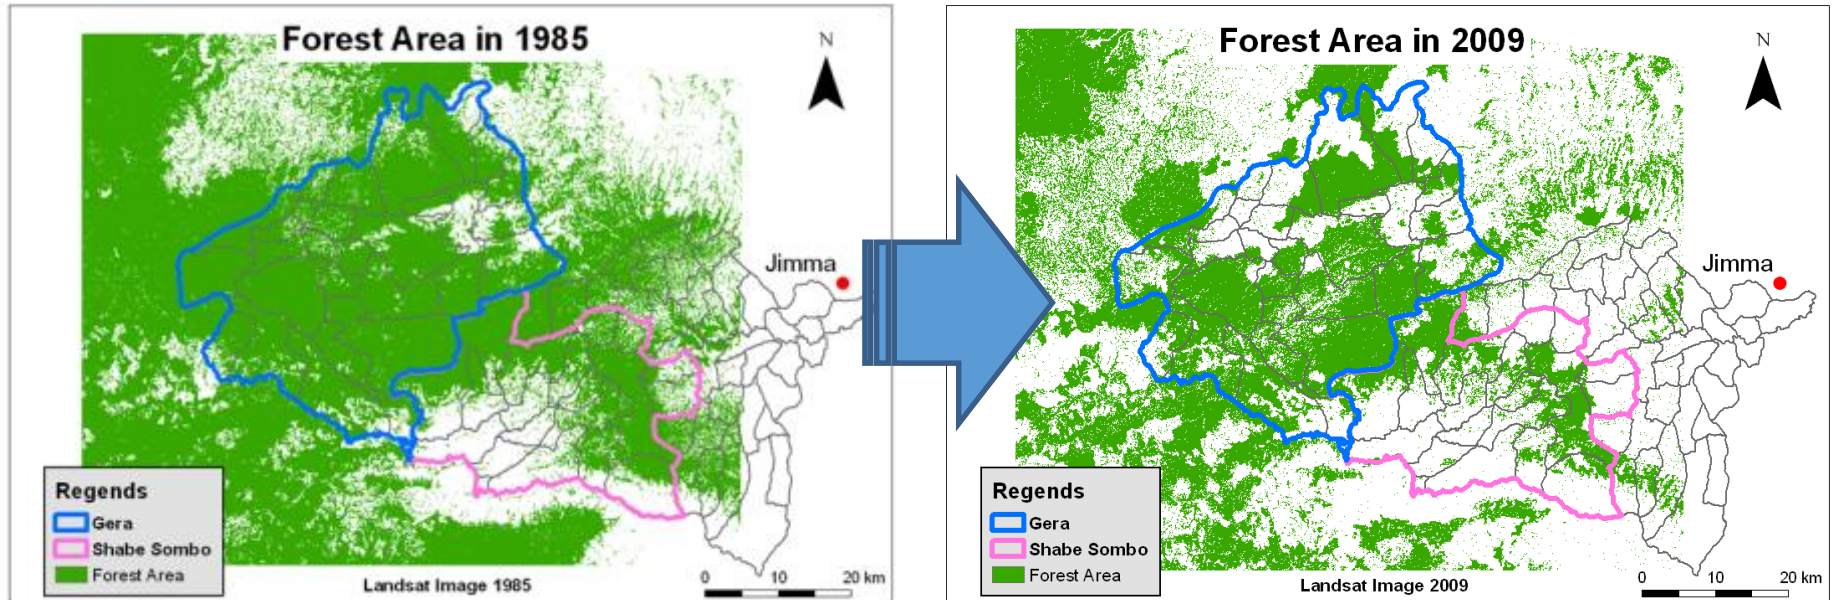 Forest Area in 1985
N
Jimma
Regends
Gera
Shabe Sombo
Forest Area
Landsat Image 1985
0 10 20 km
Forest Area in 2009
N
Jimma
Regends
Gera
Shabe Sombo
Forest Area
Landsat Image 2009
0 10 20 km